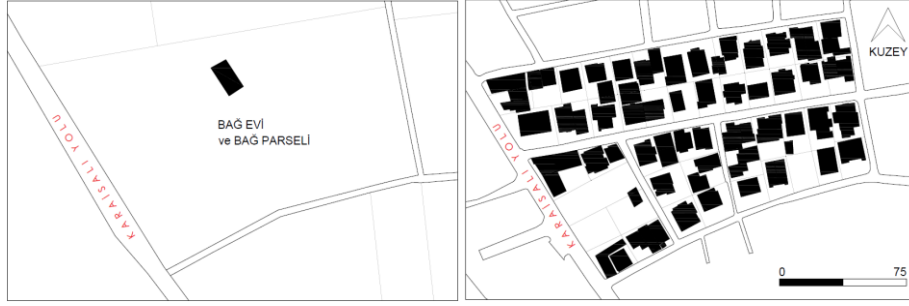 BAĞ EVİ
ve BAĞ PARSELİ
KARAİSALI YOLU
KUZEY
KARAİSALI YOLU
0 75